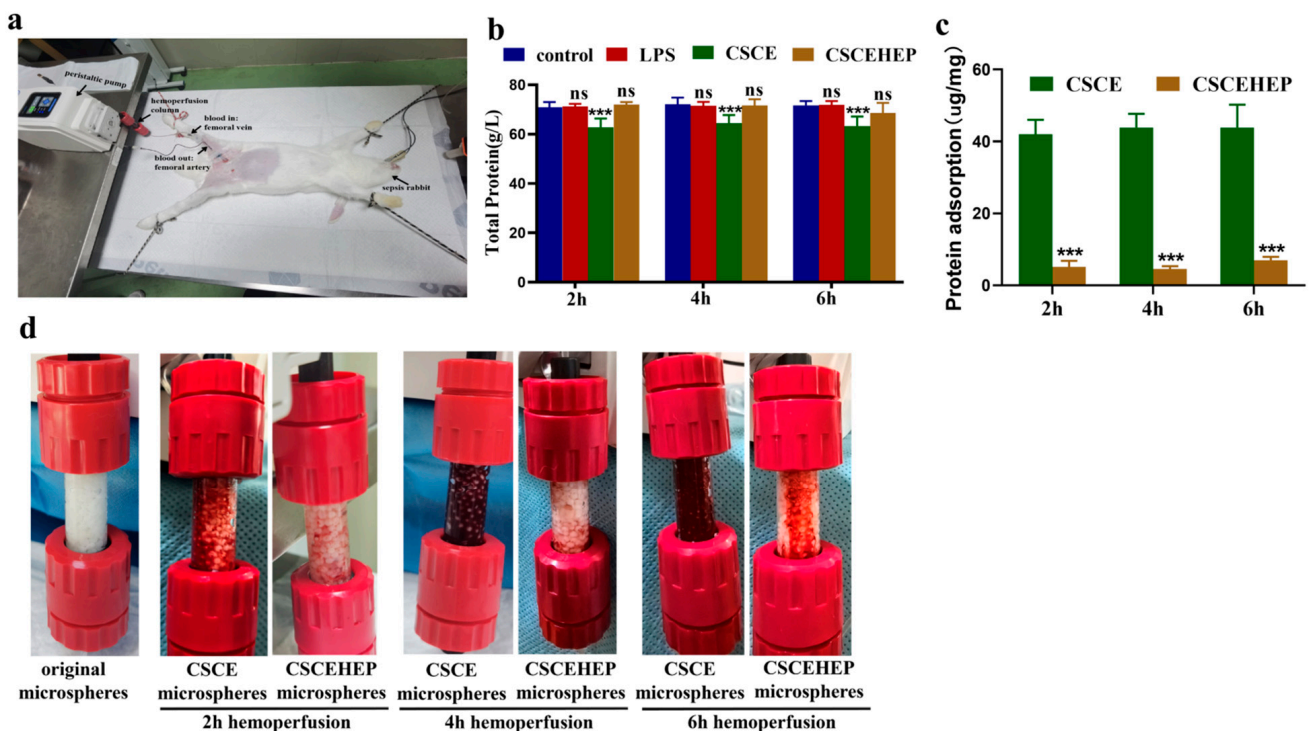 a
peristaltic pump
hemoperfusion
column
blood in:
femoral vein
blood out:
femoral artery
sepsis rabbit
b
control LPS CSCE CSCEHEP
Total Protein(g/L)
80
60
40
20
0
ns *** ns
ns *** ns
ns *** ns
2h 4h 6h
c
CSCE CSCEHEP
Protein adsorption (ug/mg)
60
40
20
0
*** *** ***
2h 4h 6h
d
original
microspheres
CSCE
microspheres
CSCEHEP
microspheres
2h hemoperfusion
CSCE
microspheres
CSCEHEP
microspheres
4h hemoperfusion
CSCE
microspheres
CSCEHEP
microspheres
6h hemoperfusion